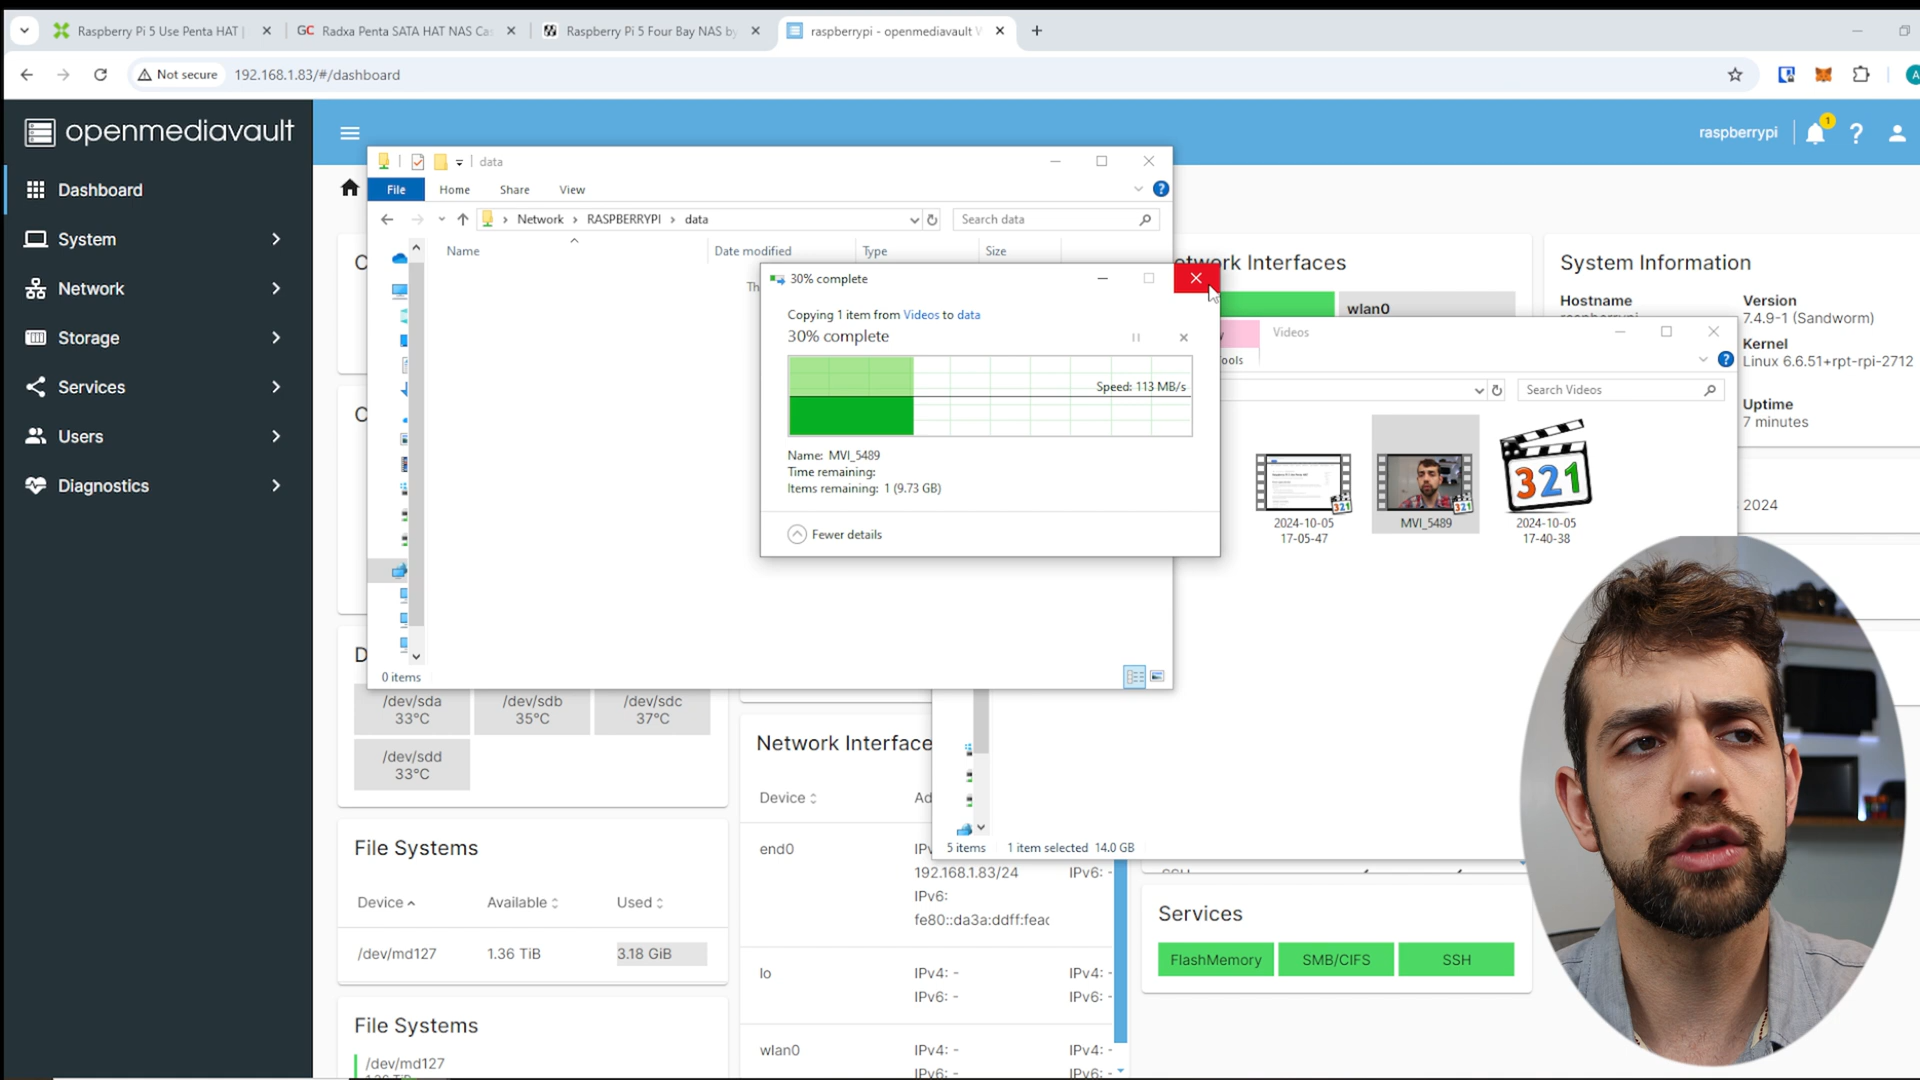 Raspberry Pi 5 Use Penta HAT |
GC Radxa Penta SATA HAT NAS Ca
Raspberry Pi 5 Four Bay NAS by
raspberrypi - openmediavault
Not secure 192.168.1.83/#/dashboard
openmediavault
raspberrypi
1
Dashboard
System
Network
Storage
Services
Users
Diagnostics
data
File Home Share View
Network RASPBERRYPI data
Search data
Name Date modified Type Size
Th
0 items
30% complete
Copying 1 item from Videos to data
30% complete
Speed: 113 MB/s
Name: MVI_5489
Time remaining:
Items remaining: 1 (9.73 GB)
Fewer details
etwork Interfaces
wlan0
System Information
Hostname
Version
7.4.9-1 (Sandworm)
Kernel
Linux 6.6.51+rpt-rpi-2712
Uptime
7 minutes
2024
Videos
ools
Search Videos
321
2024-10-05
17-05-47
MVI_5489
2024-10-05
17-40-38
5 items 1 item selected 14.0 GB
/dev/sda
33°C
/dev/sdb
35°C
/dev/sdc
37°C
/dev/sdd
33°C
File Systems
Device Available Used
/dev/md127 1.36 TiB 3.18 GiB
File Systems
/dev/md127
Network Interface
Device Ad
end0
192.168.1.83/24
IPv6:
fe80::da3a:ddff:feac
IPv6: -
lo IPv4: - IPv4: -
IPv6: - IPv6: -
wlan0 IPv4: - IPv4: -
IPv6: - IPv6: -
Services
FlashMemory SMB/CIFS SSH